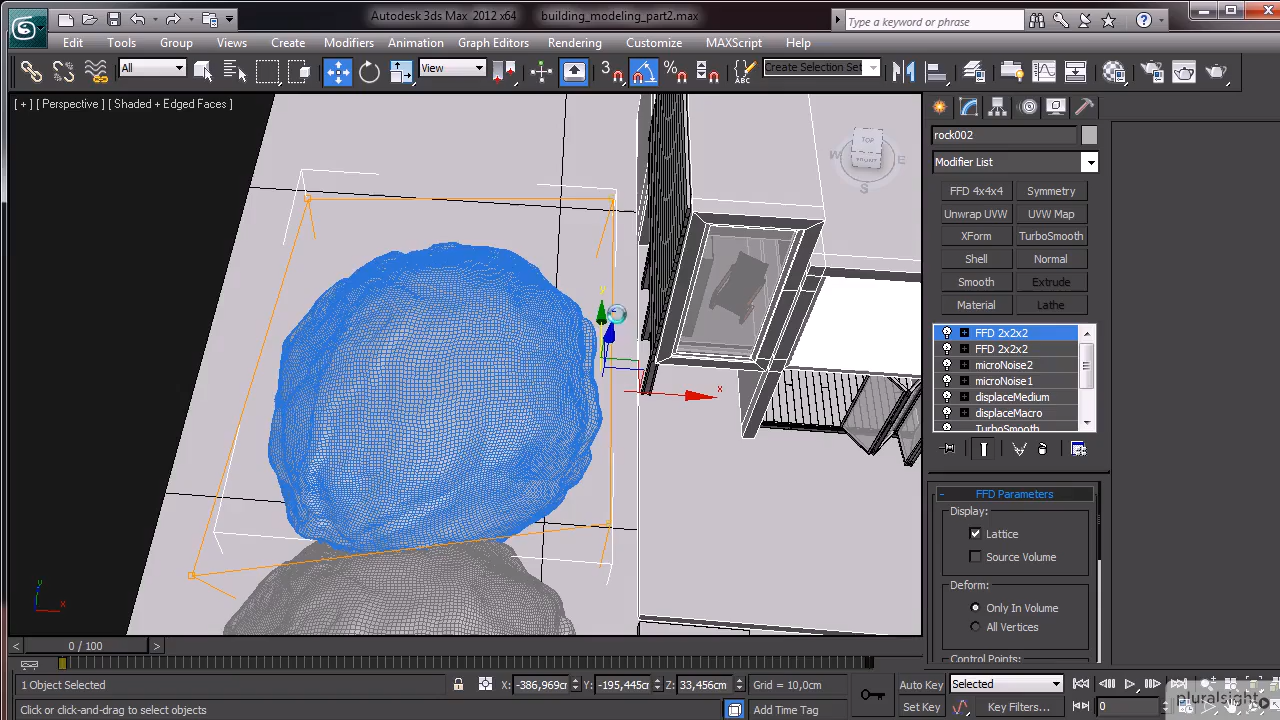 Autodesk 3ds Max 2012 x64 building_modeling_part2.max Type a keyword or phrase
Edit Tools Group Views Create Modifiers Animation Graph Editors Rendering Customize MAXScript Help
All View 3 Create Selection Set
[ + ] [ Perspective ] [ Shaded + Edged Faces ]
rock002
Modifier List
FFD 4x4x4 Symmetry
Unwrap UVW UVW Map
XForm TurboSmooth
Shell Normal
Smooth Extrude
Material Lathe
FFD 2x2x2
FFD 2x2x2
microNoise2
microNoise1
displaceMedium
displaceMacro
TurboSmooth
- FFD Parameters
Display:
Lattice
Source Volume
Deform:
Only In Volume
All Vertices
Control Points:
TOP
FRONT
W E
S
x
y
y
x
< 0 / 100 >
1 Object Selected X: -386,969cm Y: -195,445cm Z: 33,456cm Grid = 10,0cm Auto Key Selected
Click or click-and-drag to select objects Add Time Tag Set Key Key Filters... 0
pluralsight